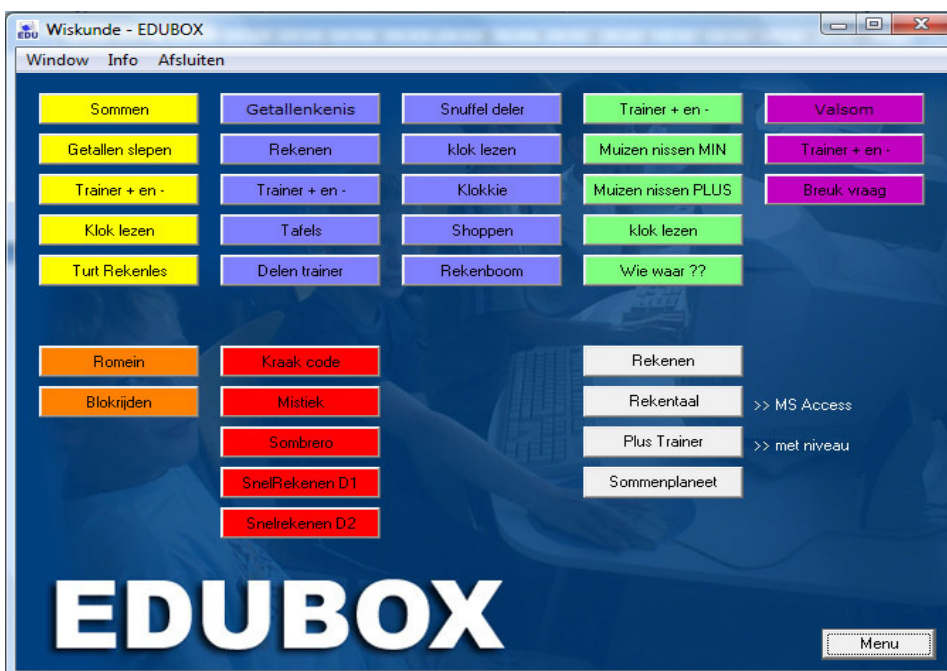 Wiskunde - EDUBOX
Window Info Afsluiten
Sommen Getallenkenis Snuffel deler Trainer + en - Valsom
Getallen slepen Rekenen klok lezen Muizen nissen MIN Trainer + en -
Trainer + en - Trainer + en - Klokkie Muizen nissen PLUS Breuk vraag
Klok lezen Tafels Shoppen klok lezen
Turt Rekenles Delen trainer Rekenboom Wie waar ??
Romein Kraak code Rekenen
Blokrijden Mistiek Rekentaal >> MS Access
Sombrero Plus Trainer >> met niveau
SnelRekenen D1 Sommenplaneet
Snelrekenen D2
EDUBOX
Menu